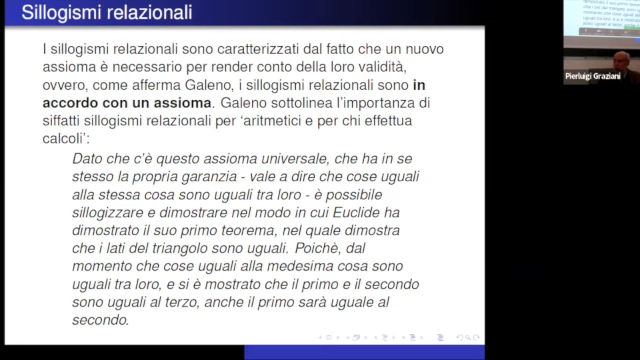 Sillogismi relazionali
I sillogismi relazionali sono caratterizzati dal fatto che un nuovo
assioma è necessario per render conto della loro validità,
ovvero, come afferma Galeno, i sillogismi relazionali sono in
accordo con un assioma. Galeno sottolinea l'importanza di
siffatti sillogismi relazionali per 'aritmetici e per chi effettua
calcoli':
Dato che c'è questo assioma universale, che ha in se
stesso la propria garanzia - vale a dire che cose uguali
alla stessa cosa sono uguali tra loro - è possibile
sillogizzare e dimostrare nel modo in cui Euclide ha
dimostrato il suo primo teorema, nel quale dimostra
che i lati del triangolo sono uguali. Poichè, dal
momento che cose uguali alla medesima cosa sono
uguali tra loro, e si è mostrato che il primo e il secondo
sono uguali al terzo, anche il primo sarà uguale al
secondo.
Pierluigi Graziani